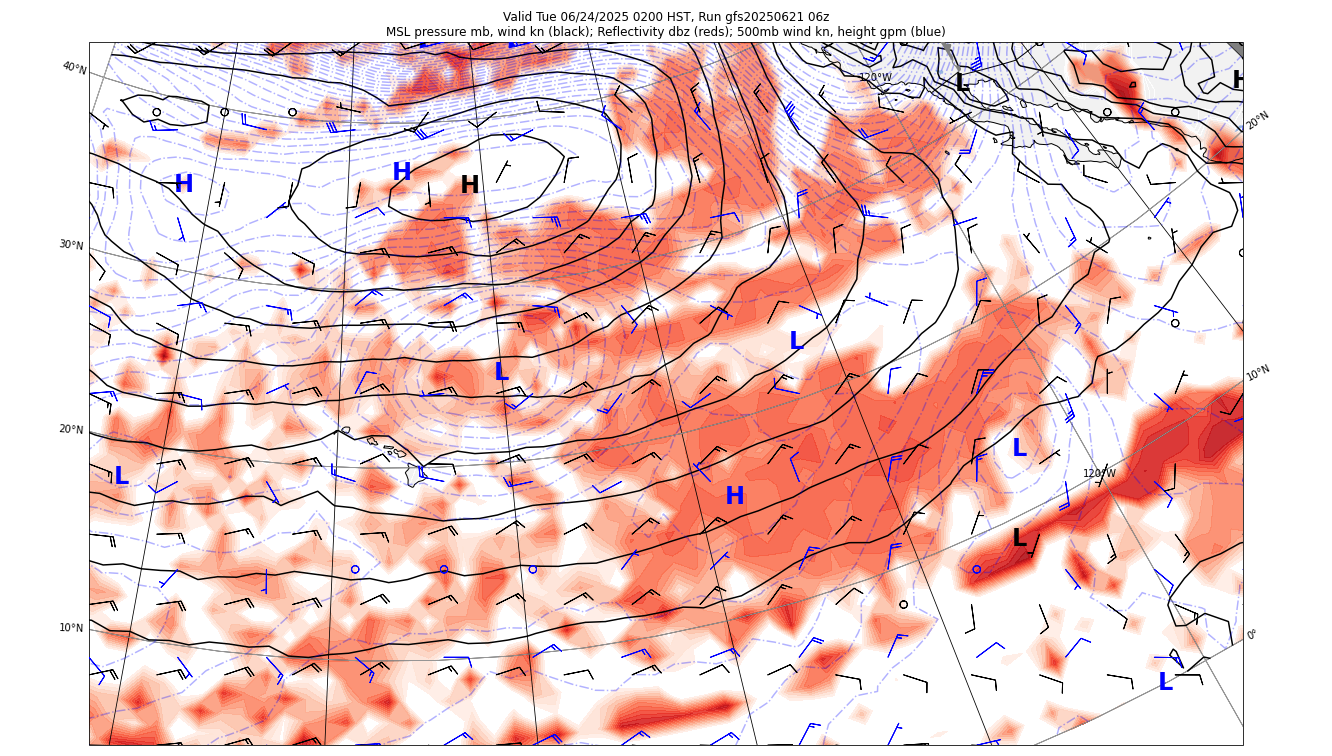 Valid Tue 06/24/2025 0200 HST, Run gfs20250621 06z
MSL pressure mb, wind kn (black); Reflectivity dbz (reds); 500mb wind kn, height gpm (blue)
40°N
120°W
L
H
20°N
H
H
H
30°N
L
L
10°N
20°N
L
L
120°W
H
L
10°N
0°
L